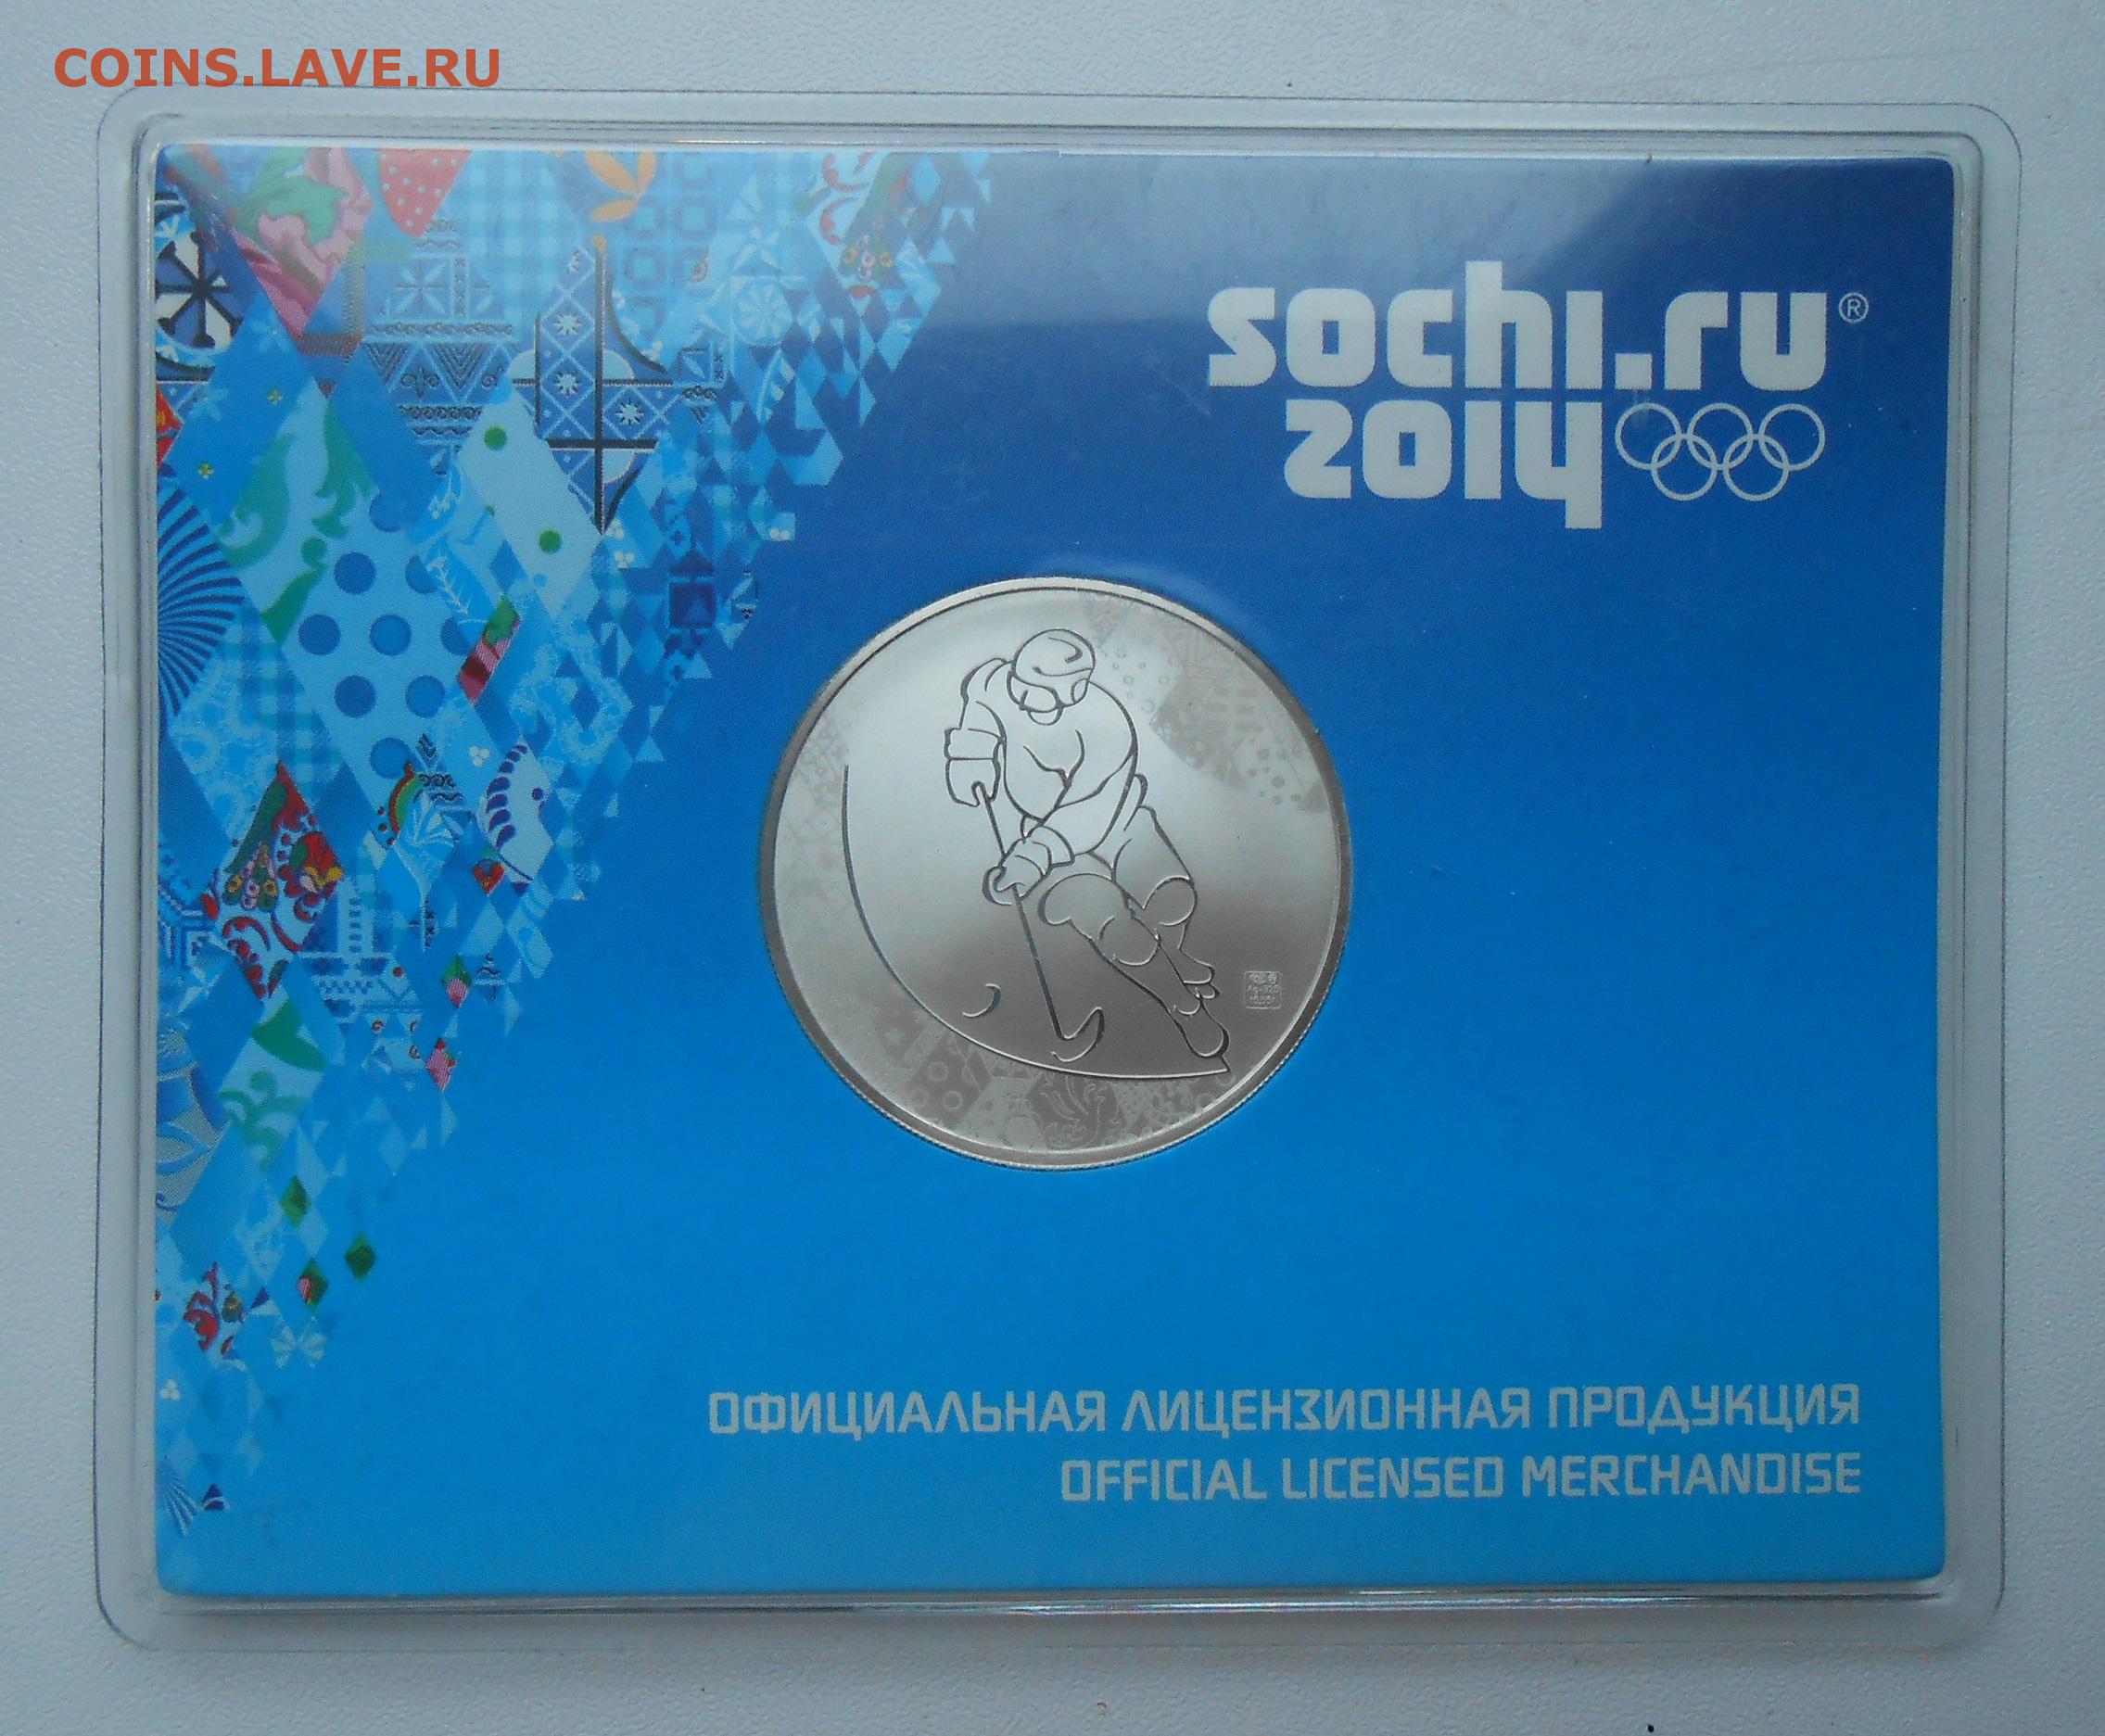 COINS.LAVE.RU
sochi.ru®
2014
ОФИЦИАЛЬНАЯ ЛИЦЕНЗИОННАЯ ПРОДУКЦИЯ
OFFICIAL LICENSED MERCHANDISE